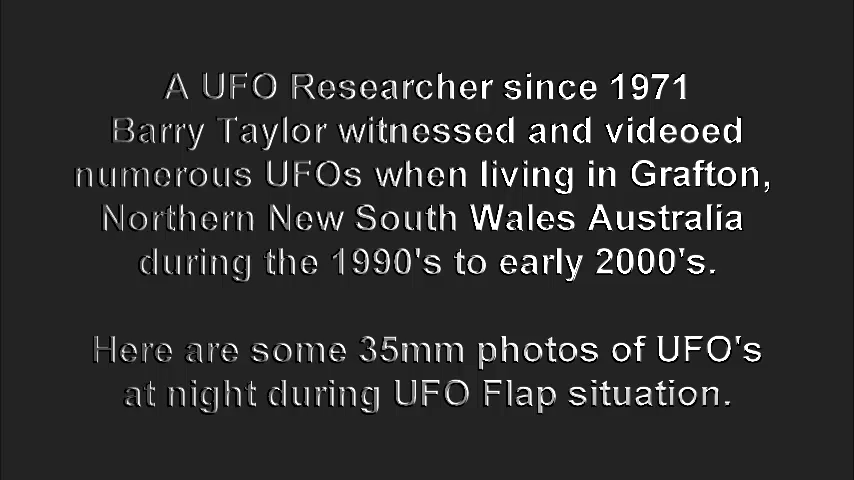 A UFO Researcher since 1971
Barry Taylor witnessed and videoed
numerous UFOs when living in Grafton,
Northern New South Wales Australia
during the 1990's to early 2000's.
Here are some 35mm photos of UFO's
at night during UFO Flap situation.